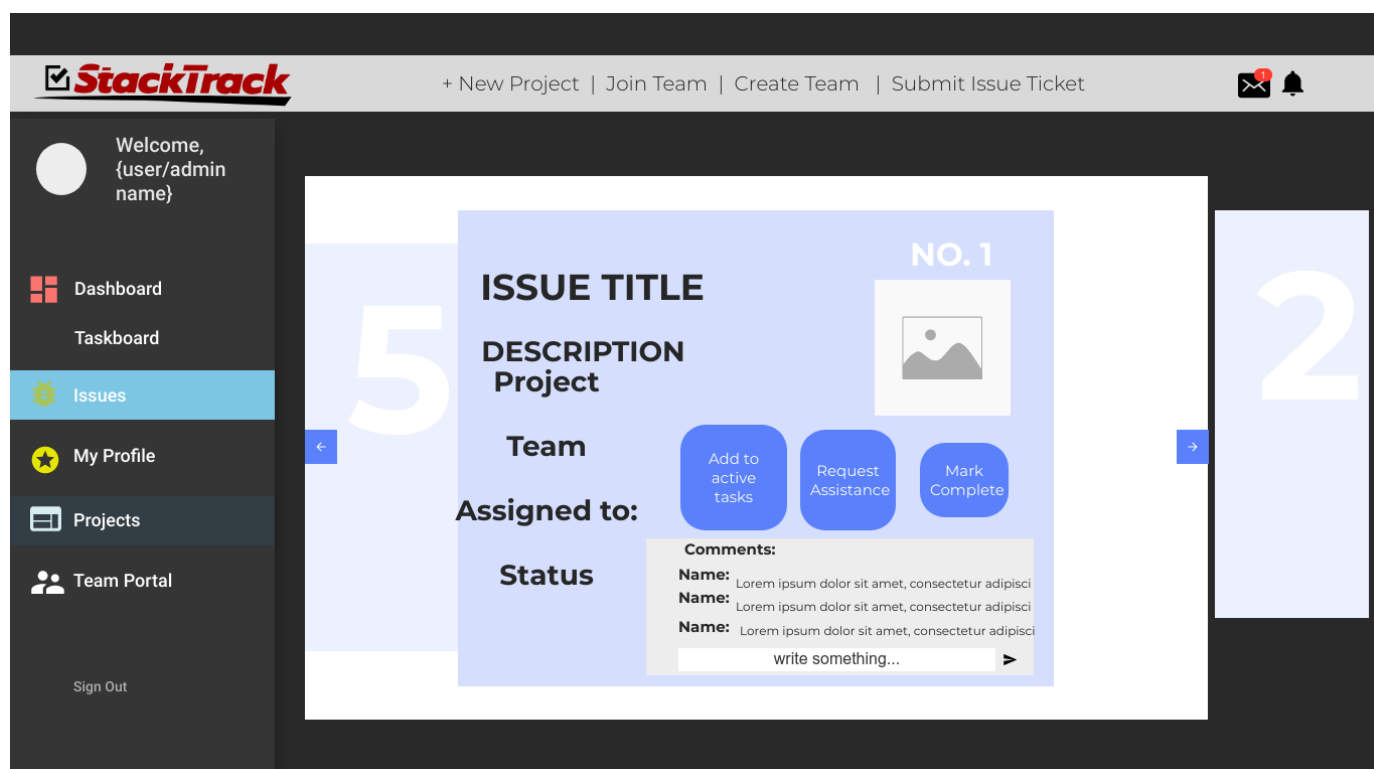 StackTrack
+ New Project | Join Team | Create Team | Submit Issue Ticket
1
Welcome,
{user/admin
name}
Dashboard
Taskboard
Issues
My Profile
Projects
Team Portal
Sign Out
5
NO. 1
ISSUE TITLE
DESCRIPTION
Project
Team
Assigned to:
Status
Add to
active
tasks
Request
Assistance
Mark
Complete
Comments:
Name: Lorem ipsum dolor sit amet, consectetur adipisci
Name: Lorem ipsum dolor sit amet, consectetur adipisci
Name: Lorem ipsum dolor sit amet, consectetur adipisci
write something...
2